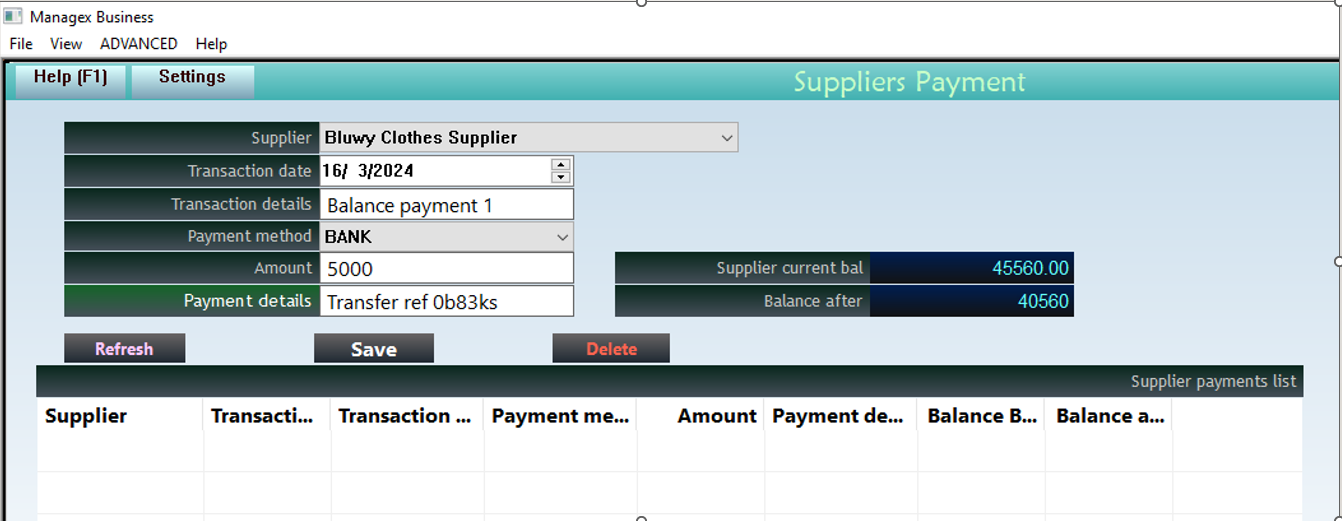 Managex Business
File View ADVANCED Help
Help (F1) Settings Suppliers Payment
Supplier Bluwy Clothes Supplier
Transaction date 16/ 3/2024
Transaction details Balance payment 1
Payment method BANK
Amount 5000 Supplier current bal 45560.00
Payment details Transfer ref 0b83ks Balance after 40560
Refresh Save Delete
Supplier payments list
Supplier Transacti... Transaction ... Payment me... Amount Payment de... Balance B... Balance a...